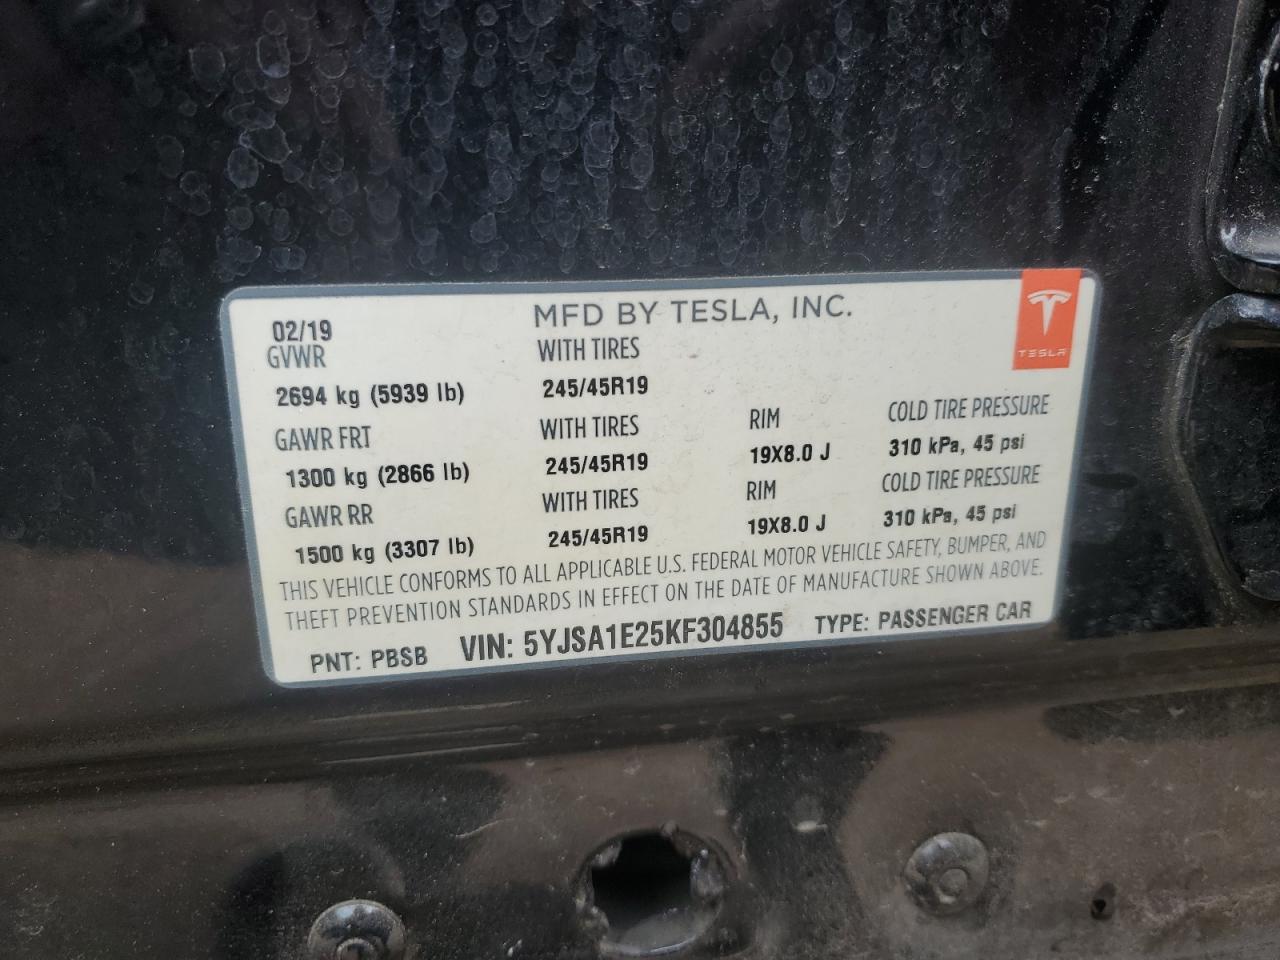 MFD BY TESLA, INC.
TESLA
02/19
GVWR WITH TIRES
2694 kg (5939 lb) 245/45R19
GAWR FRT WITH TIRES RIM COLD TIRE PRESSURE
1300 kg (2866 lb) 245/45R19 19X8.0 J 310 kPa, 45 psi
GAWR RR WITH TIRES RIM COLD TIRE PRESSURE
1500 kg (3307 lb) 245/45R19 19X8.0 J 310 kPa, 45 psi
THIS VEHICLE CONFORMS TO ALL APPLICABLE U.S. FEDERAL MOTOR VEHICLE SAFETY, BUMPER, AND
THEFT PREVENTION STANDARDS IN EFFECT ON THE DATE OF MANUFACTURE SHOWN ABOVE.
PNT: PBSB VIN: 5YJSA1E25KF304855 TYPE: PASSENGER CAR